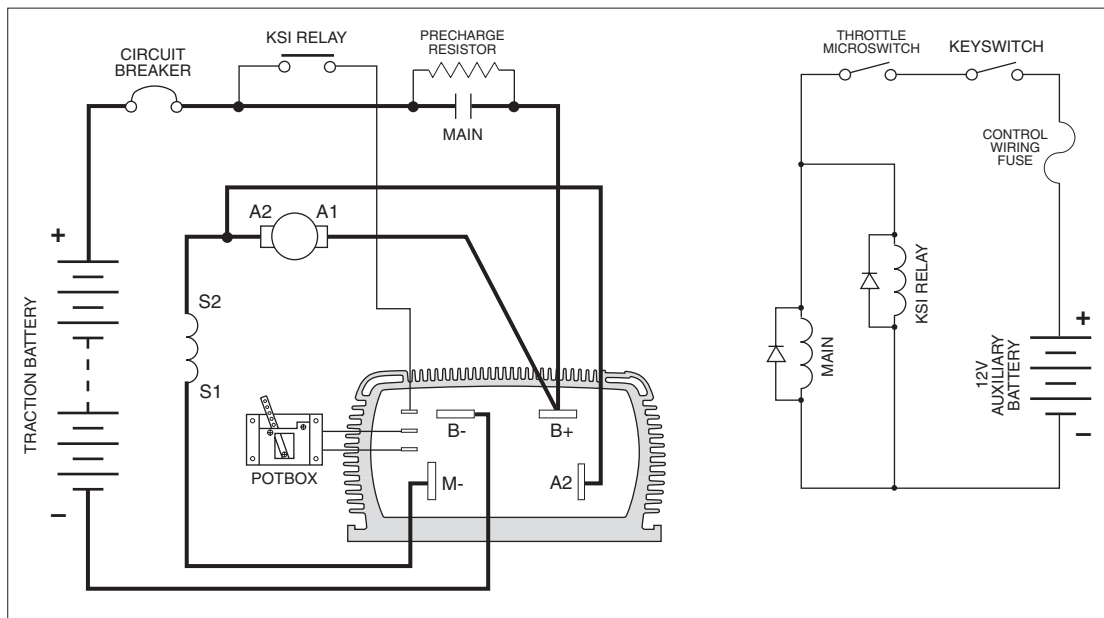 CIRCUIT
BREAKER
KSI RELAY
PRECHARGE
RESISTOR
MAIN
A2
A1
+
TRACTION BATTERY
–
S2
S1
POTBOX
B-
B+
M-
A2
THROTTLE
MICROSWITCH
KEYSWITCH
CONTROL
WIRING
FUSE
KSI RELAY
MAIN
12V
AUXILIARY
BATTERY
+
–